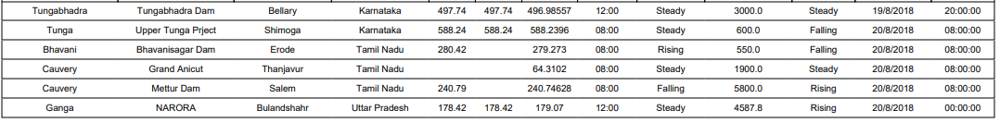 Tungabhadra Tungabhadra Dam Bellary Karnataka 497.74 497.74 496.98557 12:00 Steady 3000.0 Steady 19/8/2018 20:00:00
Tunga Upper Tunga Prject Shimoga Karnataka 588.24 588.24 588.2396 08:00 Steady 600.0 Falling 20/8/2018 08:00:00
Bhavani Bhavanisagar Dam Erode Tamil Nadu 280.42 279.273 08:00 Rising 550.0 Falling 20/8/2018 08:00:00
Cauvery Grand Anicut Thanjavur Tamil Nadu 64.3102 08:00 Steady 1900.0 Steady 20/8/2018 08:00:00
Cauvery Mettur Dam Salem Tamil Nadu 240.79 240.74628 08:00 Falling 5800.0 Rising 20/8/2018 08:00:00
Ganga NARORA Bulandshahr Uttar Pradesh 178.42 178.42 179.07 12:00 Steady 4587.8 Rising 20/8/2018 00:00:00